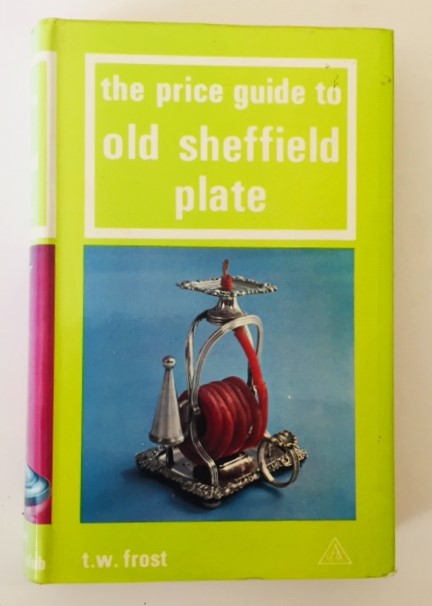 the price guide to
old sheffield
plate
t.w. frost